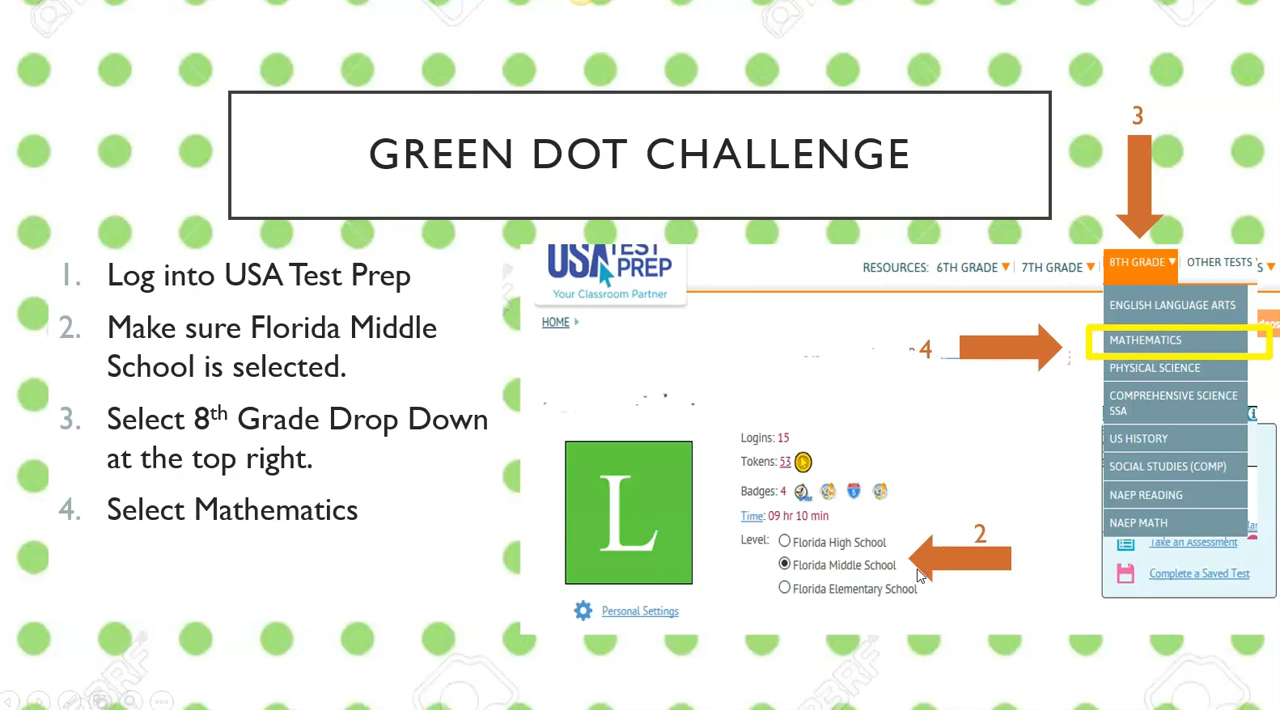 GREEN DOT CHALLENGE
1. Log into USA Test Prep
2. Make sure Florida Middle
School is selected.
3. Select 8th Grade Drop Down
at the top right.
4. Select Mathematics
3
USA TEST
PREP
Your Classroom Partner
RESOURCES: 6TH GRADE ▼ 7TH GRADE ▼ 8TH GRADE ▼ OTHER TESTS
HOME
ENGLISH LANGUAGE ARTS
4
MATHEMATICS
PHYSICAL SCIENCE
COMPREHENSIVE SCIENCE
SSA
US HISTORY
SOCIAL STUDIES (COMP)
NAEP READING
NAEP MATH
L
Logins: 15
Tokens: 53
Badges: 4
Time: 09 hr 10 min
Level: Florida High School
Florida Middle School
Florida Elementary School
2
Take an Assessment
Complete a Saved Test
Personal Settings